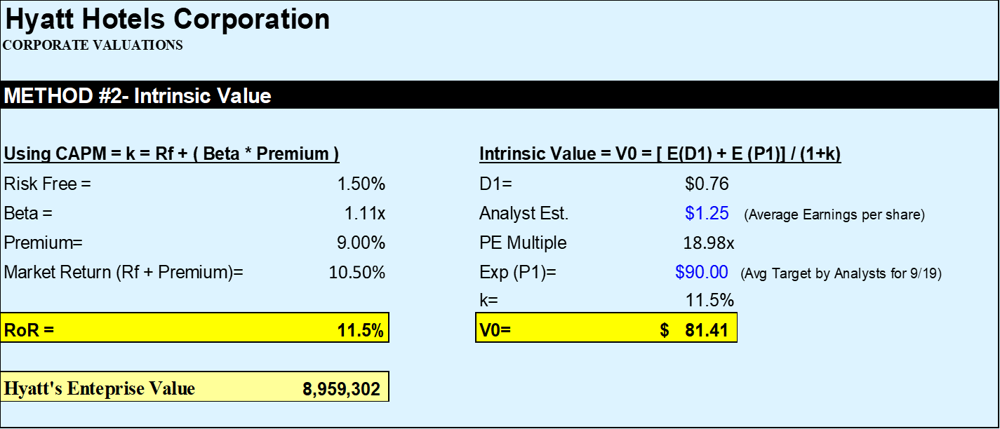 Hyatt Hotels Corporation
CORPORATE VALUATIONS
METHOD #2- Intrinsic Value
Using CAPM = k = Rf + ( Beta * Premium )
Risk Free = 1.50%
Beta = 1.11x
Premium= 9.00%
Market Return (Rf + Premium)= 10.50%
RoR = 11.5%
Intrinsic Value = V0 = [ E(D1) + E (P1)] / (1+k)
D1= $0.76
Analyst Est. $1.25 (Average Earnings per share)
PE Multiple 18.98x
Exp (P1)= $90.00 (Avg Target by Analysts for 9/19)
k= 11.5%
V0= $ 81.41
Hyatt's Enteprise Value 8,959,302